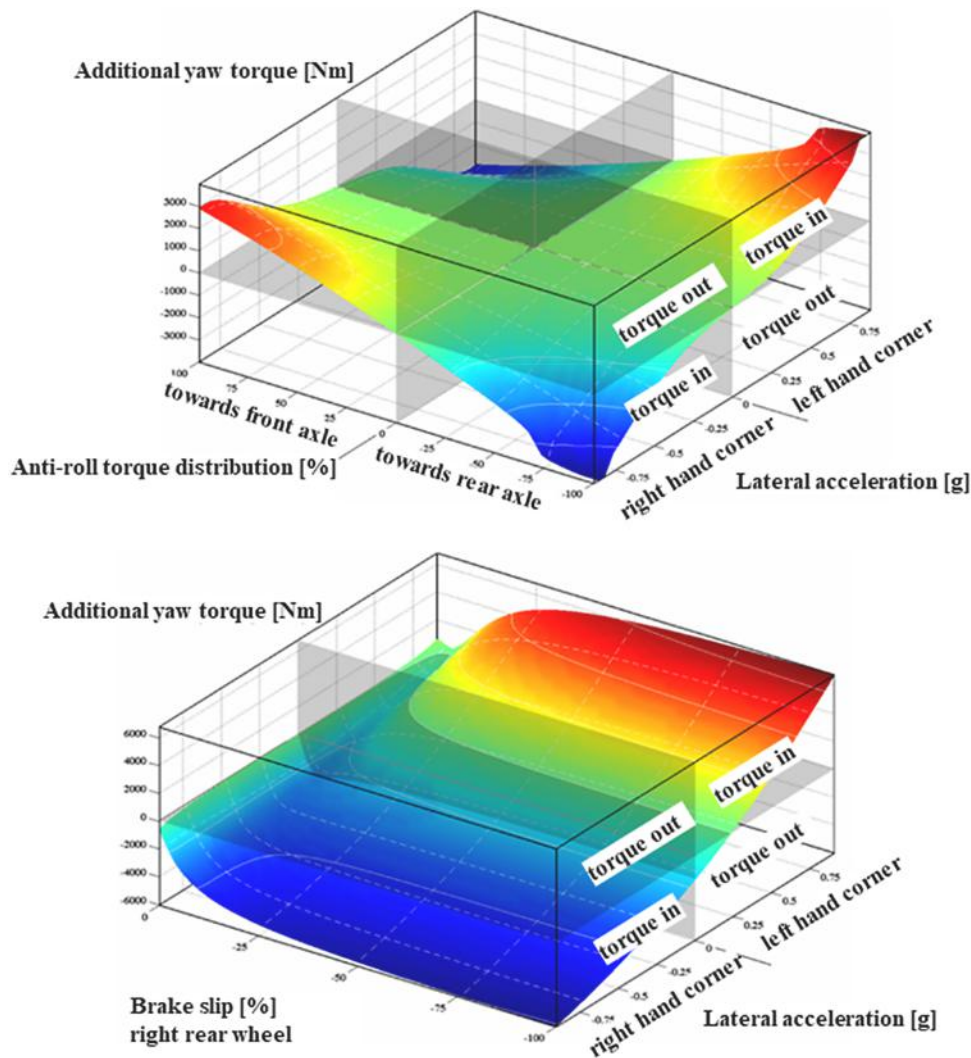 Additional yaw torque [Nm]
3000
2000
1000
0
-1000
-2000
-3000
100
75
50
25
0
-25
-50
-75
-100
towards front axle
towards rear axle
Anti-roll torque distribution [%]
torque in
torque out
torque out
torque in
0.75
0.5
0.25
0
-0.25
-0.5
-0.75
left hand corner
right hand corner
Lateral acceleration [g]
Additional yaw torque [Nm]
6000
4000
2000
0
-2000
-4000
-6000
0
-25
-50
-75
-100
Brake slip [%]
right rear wheel
torque in
torque out
torque out
torque in
0.75
0.5
0.25
0
-0.25
-0.5
-0.75
left hand corner
right hand corner
Lateral acceleration [g]